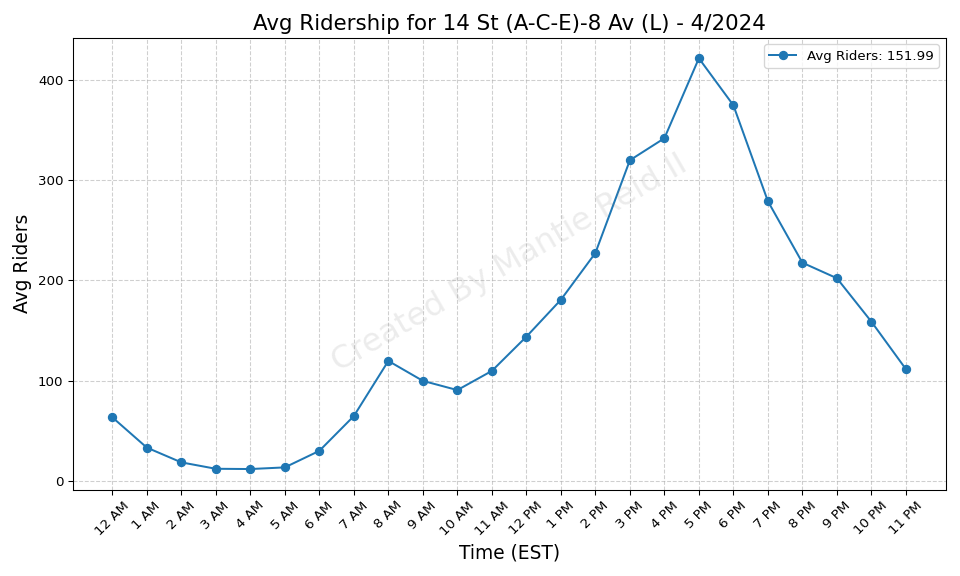 Avg Ridership for 14 St (A-C-E)-8 Av (L) - 4/2024
Avg Riders: 151.99
400
300
200
100
0
Avg Riders
Created By Mantle Reid II
12 AM
1 AM
2 AM
3 AM
4 AM
5 AM
6 AM
7 AM
8 AM
9 AM
10 AM
11 AM
12 PM
1 PM
2 PM
3 PM
4 PM
5 PM
6 PM
7 PM
8 PM
9 PM
10 PM
11 PM
Time (EST)